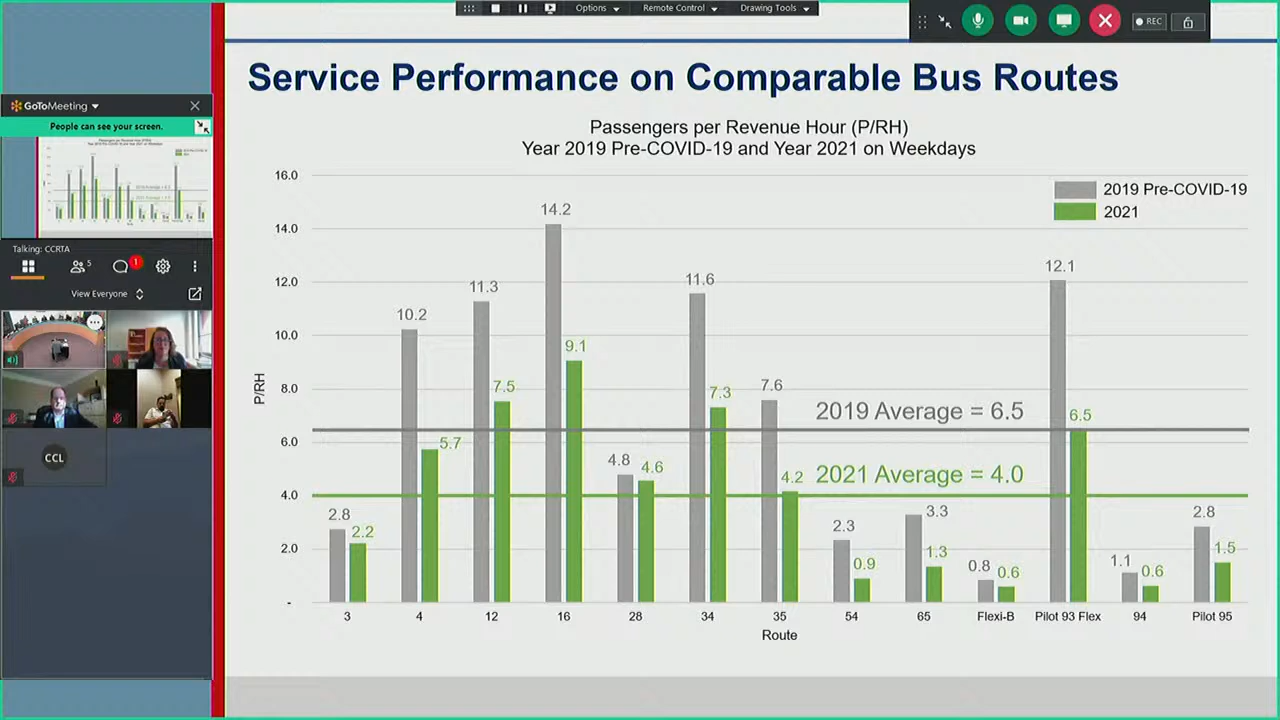 Options
Remote Control
Drawing Tools
REC
Service Performance on Comparable Bus Routes
GoToMeeting
People can see your screen.
Passengers per Revenue Hour (P/RH)
Year 2019 Pre-COVID-19 and Year 2021 on Weekdays
Talking: CCRTA
5
1
View Everyone
CCL
2019 Pre-COVID-19
2021
P/RH
16.0
14.0
12.0
10.0
8.0
6.0
4.0
2.0
-
2.8
2.2
10.2
5.7
11.3
7.5
14.2
9.1
4.8
4.6
11.6
7.3
7.6
4.2
2.3
0.9
3.3
1.3
0.8
0.6
12.1
6.5
1.1
0.6
2.8
1.5
2019 Average = 6.5
2021 Average = 4.0
3 4 12 16 28 34 35 54 65 Flexi-B Pilot 93 Flex 94 Pilot 95
Route